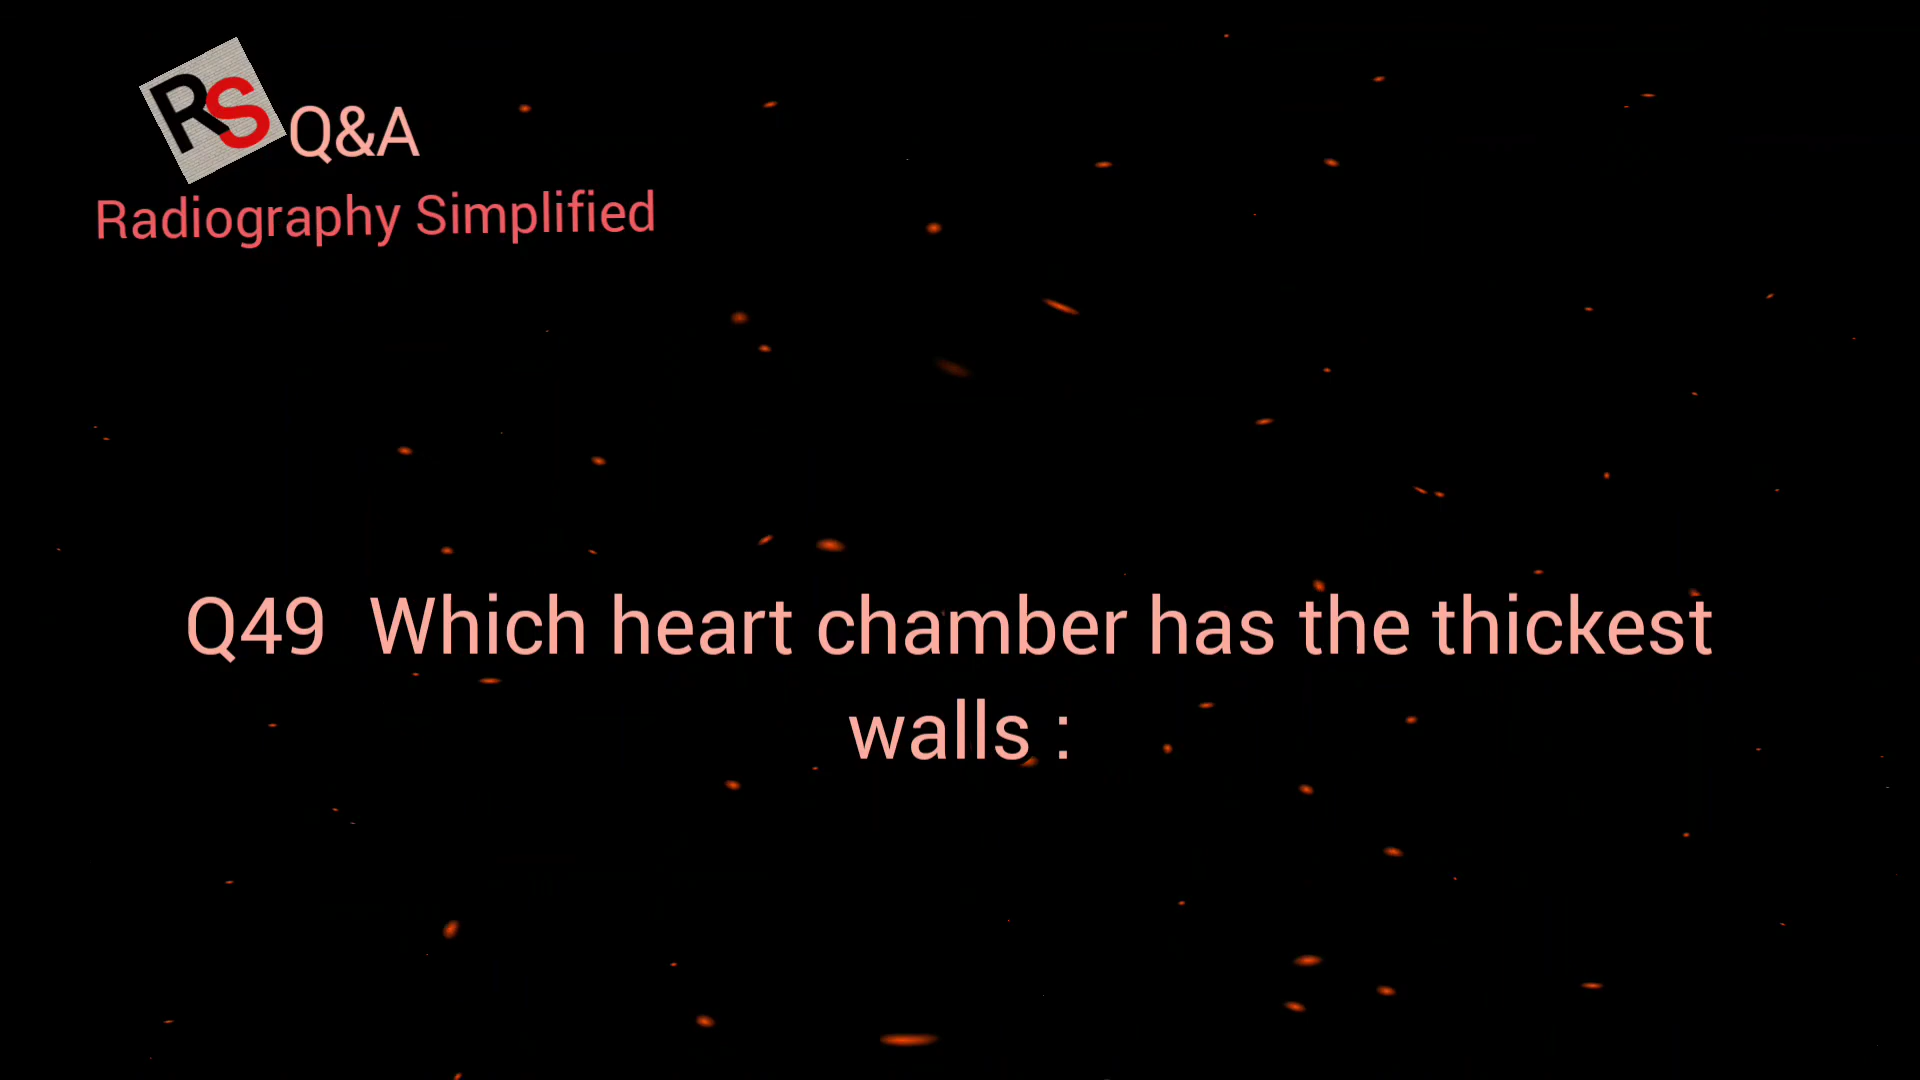 RS Q&A
Radiography Simplified
Q49 Which heart chamber has the thickest
walls :